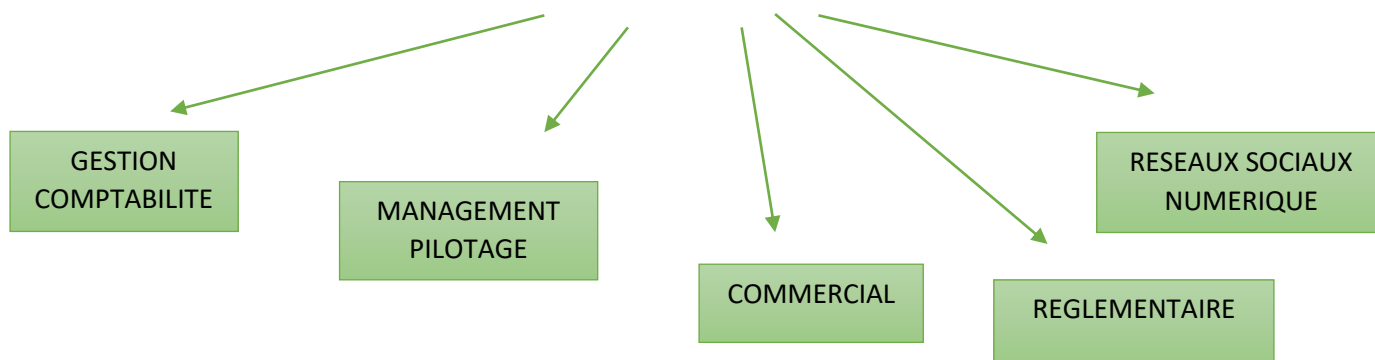 GESTION
COMPTABILITE
MANAGEMENT
PILOTAGE
COMMERCIAL
REGLEMENTAIRE
RESEAUX SOCIAUX
NUMERIQUE